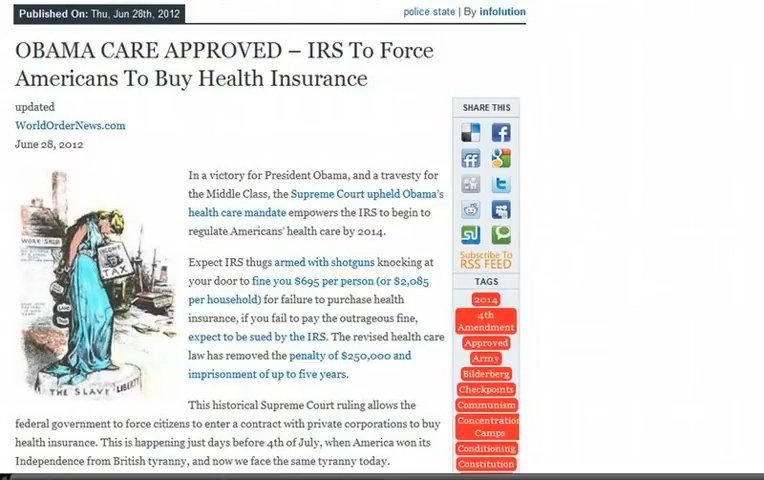 Published On: Thu, Jun 28th, 2012
police state | By infolution
OBAMA CARE APPROVED – IRS To Force
Americans To Buy Health Insurance
updated
WorldOrderNews.com
June 28, 2012
In a victory for President Obama, and a travesty for
the Middle Class, the Supreme Court upheld Obama's
health care mandate empowers the IRS to begin to
regulate Americans' health care by 2014.
Expect IRS thugs armed with shotguns knocking at
your door to fine you $695 per person (or $2,085
per household) for failure to purchase health
insurance, if you fail to pay the outrageous fine,
expect to be sued by the IRS. The revised health care
law has removed the penalty of $250,000 and
imprisonment of up to five years.
This historical Supreme Court ruling allows the
federal government to force citizens to enter a contract with private corporations to buy
health insurance. This is happening just days before 4th of July, when America won its
Independence from British tyranny, and now we face the same tyranny today.
WORK SHOP
INCOME
TAX
THE SLAVE LIBERTY
SHARE THIS
Subscribe To
RSS FEED
TAGS
2014
4th
Amendment
Approved
Army
Bilderberg
Checkpoints
Communism
Concentration
Camps
Conditioning
Constitution